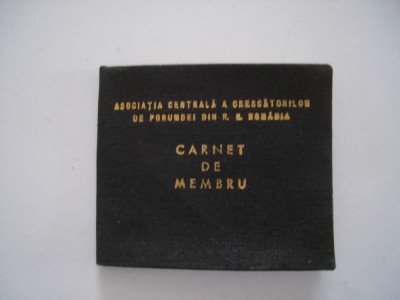 ASOCIAȚIA CENTRALĂ A CRESCĂTORILOR
DE PORUMBEI DIN R. S. ROMÂNIA
CARNET
DE
MEMBRU